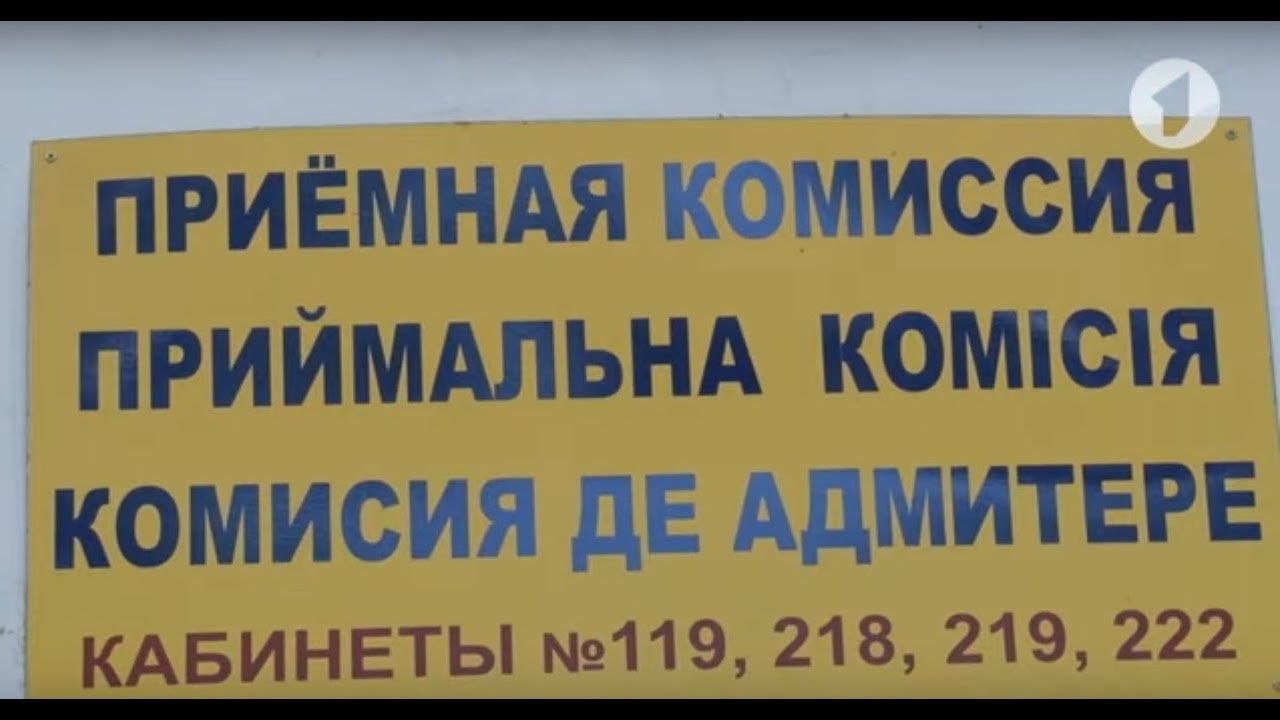 ПРИЁМНАЯ КОМИССИЯ
ПРИЙМАЛЬНА КОМІСІЯ
КОМИСИЯ ДЕ АДМИТЕРЕ
КАБИНЕТЫ №119, 218, 219, 222